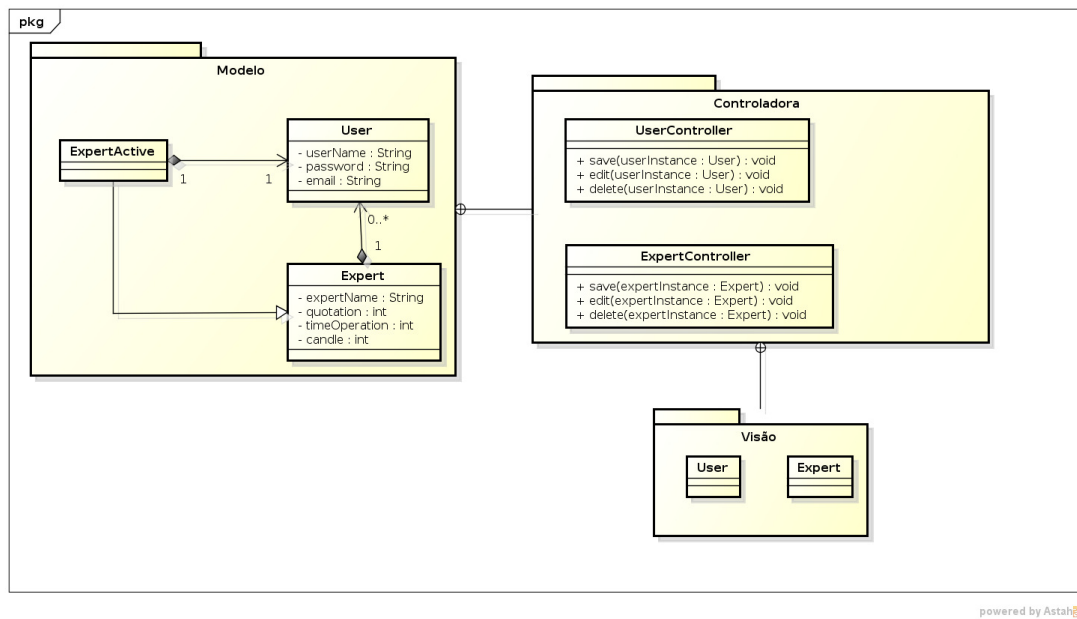 pkg
Modelo
ExpertActive
1
1
User
- userName : String
- password : String
- email : String
0..*
1
Expert
- expertName : String
- quotation : int
- timeOperation : int
- candle : int
Controladora
UserController
+ save(userInstance : User) : void
+ edit(userInstance : User) : void
+ delete(userInstance : User) : void
ExpertController
+ save(expertInstance : Expert) : void
+ edit(expertInstance : Expert) : void
+ delete(expertInstance : Expert) : void
Visão
User
Expert
powered by Astah